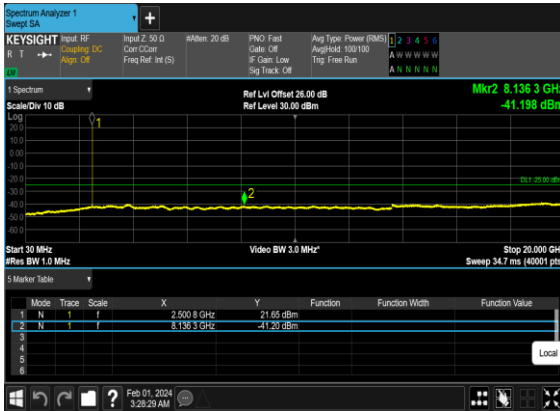 Spectrum Analyzer 1
Swept SA
KEYSIGHT Input: RF Input Z: 50 Ω #Atten: 20 dB PNO: Fast Avg Type: Power (RMS) 1 2 3 4 5 6
R T Coupling: DC Corr CCorr Gate: Off Avg|Hold: 100/100 A W W W W W
Align: Off Freq Ref: Int (S) IF Gain: Low Trig: Free Run
Sig Track: Off A N N N N N
1 Spectrum Ref Lvl Offset 26.00 dB Mkr2 8.136 3 GHz
Scale/Div 10 dB Ref Level 30.00 dBm -41.198 dBm
Log
20.0
10.0
0.00
-10.0
-20.0
-30.0
-40.0
-50.0
-60.0
1
2
DL1 -25.00 dBm
Start 30 MHz Video BW 3.0 MHz* Stop 20.000 GHz
#Res BW 1.0 MHz Sweep 34.7 ms (40001 pts)
5 Marker Table
Mode Trace Scale X Y Function Function Width Function Value
1 N 1 f 2.500 8 GHz 21.65 dBm
2 N 1 f 8.136 3 GHz -41.20 dBm
3
4
5
6
Local
Feb 01, 2024
3:28:29 AM